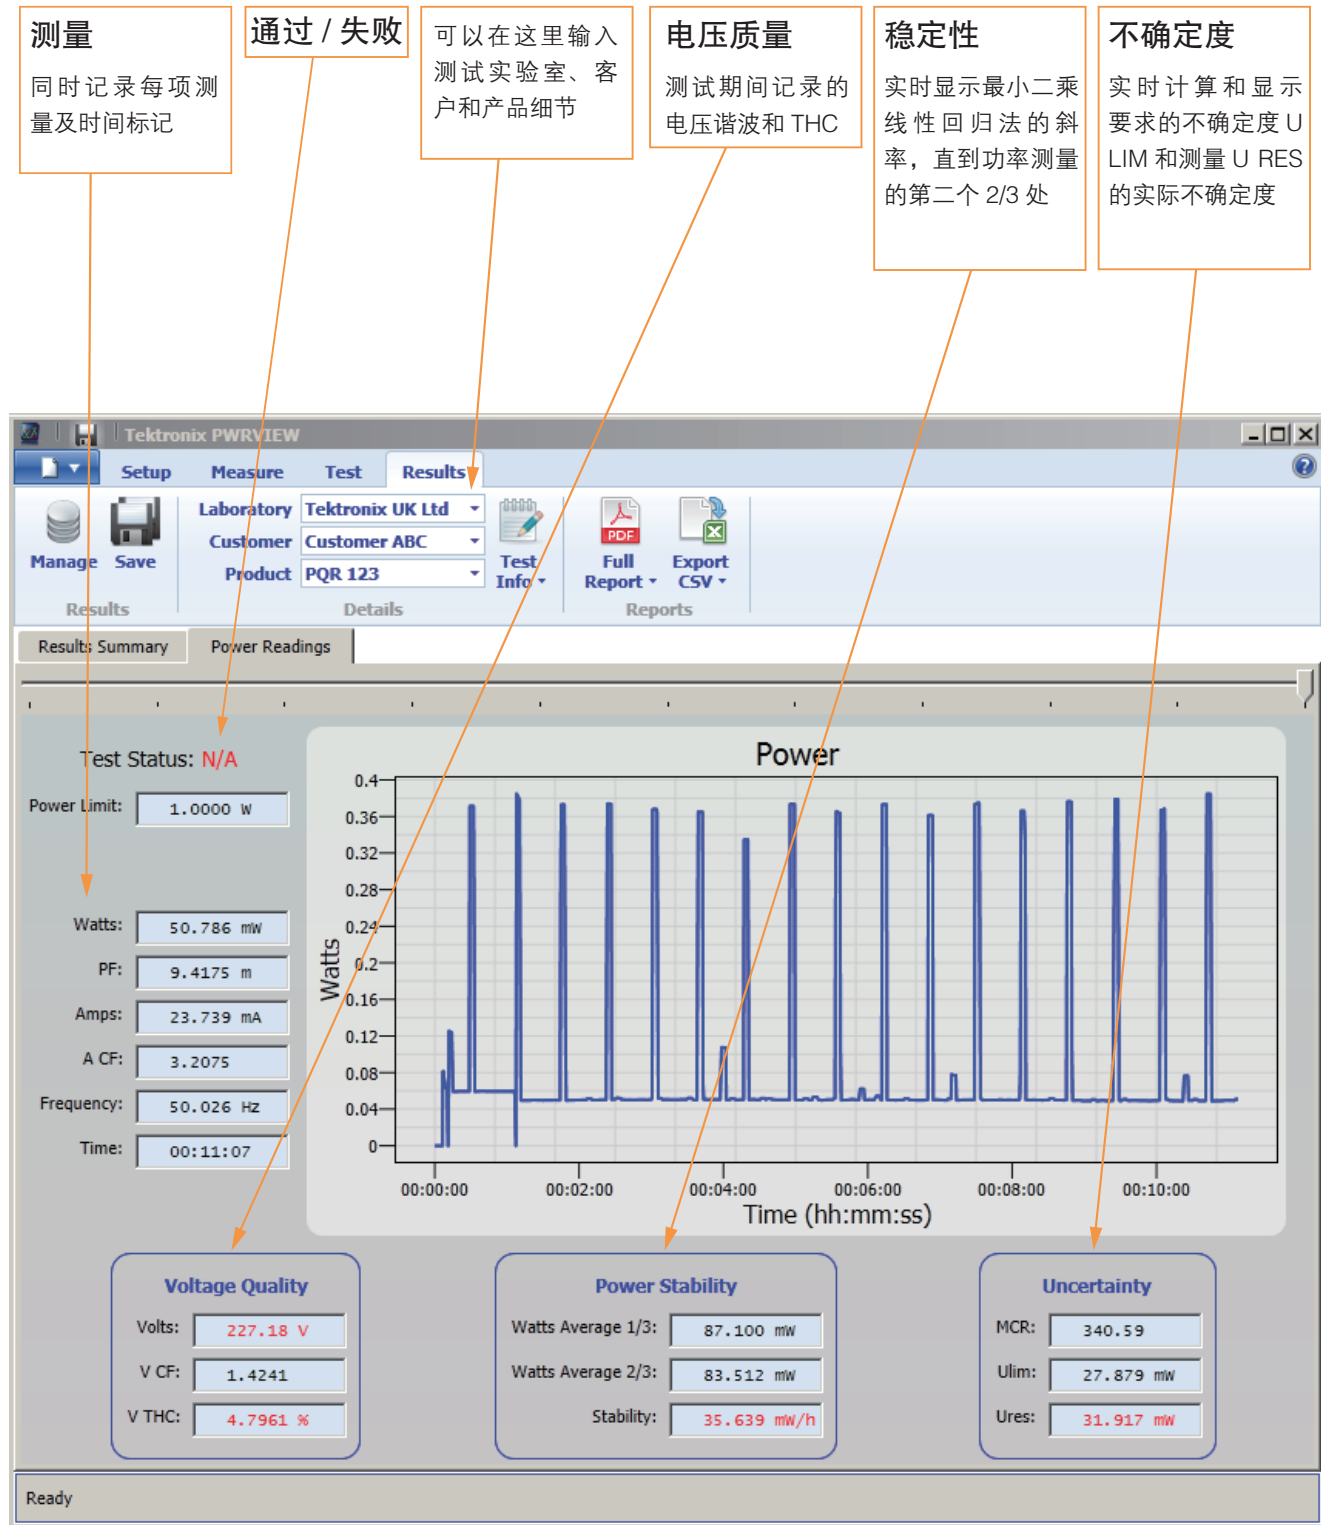 测量
同时记录每项测
量及时间标记
通过 / 失败
可以在这里输入
测试实验室、客
户和产品细节
电压质量
测试期间记录的
电压谐波和 THC
稳定性
实时显示最小二乘
线性回归法的斜
率，直到功率测量
的第二个 2/3 处
不确定度
实时计算和显示
要求的不确定度 U
LIM 和测量 U RES
的实际不确定度
Tektronix PWRVIEW
Setup Measure Test Results
Laboratory Tektronix UK Ltd
Customer Customer ABC
Product PQR 123
Manage Save
Test
Info
PDF
Full
Report
Export
CSV
Results Details Reports
Results Summary Power Readings
Test Status: N/A
Power Limit: 1.0000 W
Watts: 50.786 mW
PF: 9.4175 m
Amps: 23.739 mA
A CF: 3.2075
Frequency: 50.026 Hz
Time: 00:11:07
Power
Watts
0.4
0.36
0.32
0.28
0.24
0.2
0.16
0.12
0.08
0.04
0
00:00:00 00:02:00 00:04:00 00:06:00 00:08:00 00:10:00
Time (hh:mm:ss)
Voltage Quality
Volts: 227.18 V
V CF: 1.4241
V THC: 4.7961 %
Power Stability
Watts Average 1/3: 87.100 mW
Watts Average 2/3: 83.512 mW
Stability: 35.639 mW/h
Uncertainty
MCR: 340.59
Ulim: 27.879 mW
Ures: 31.917 mW
Ready